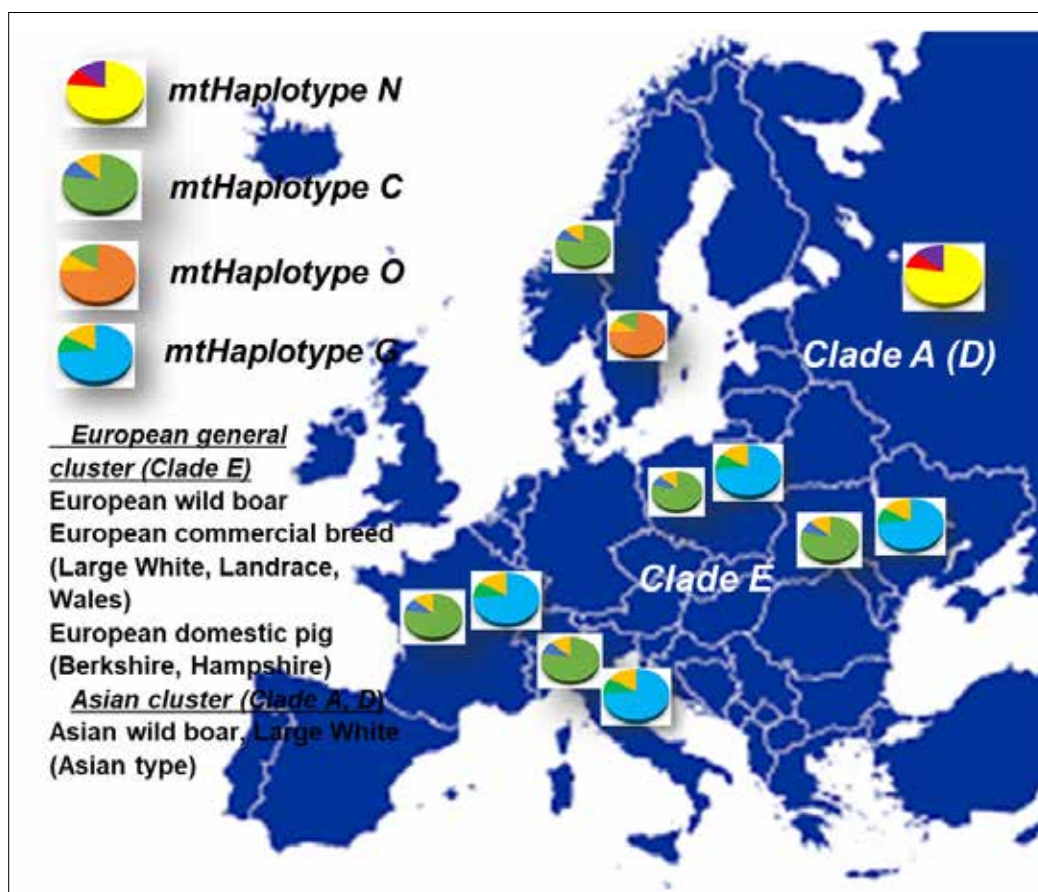 mtHaplotype N
mtHaplotype C
mtHaplotype O
mtHaplotype G
European general
cluster (Clade E)
European wild boar
European commercial breed
(Large White, Landrace,
Wales)
European domestic pig
(Berkshire, Hampshire)
Asian cluster (Clade A, D)
Asian wild boar, Large White
(Asian type)
Clade A (D)
Clade E